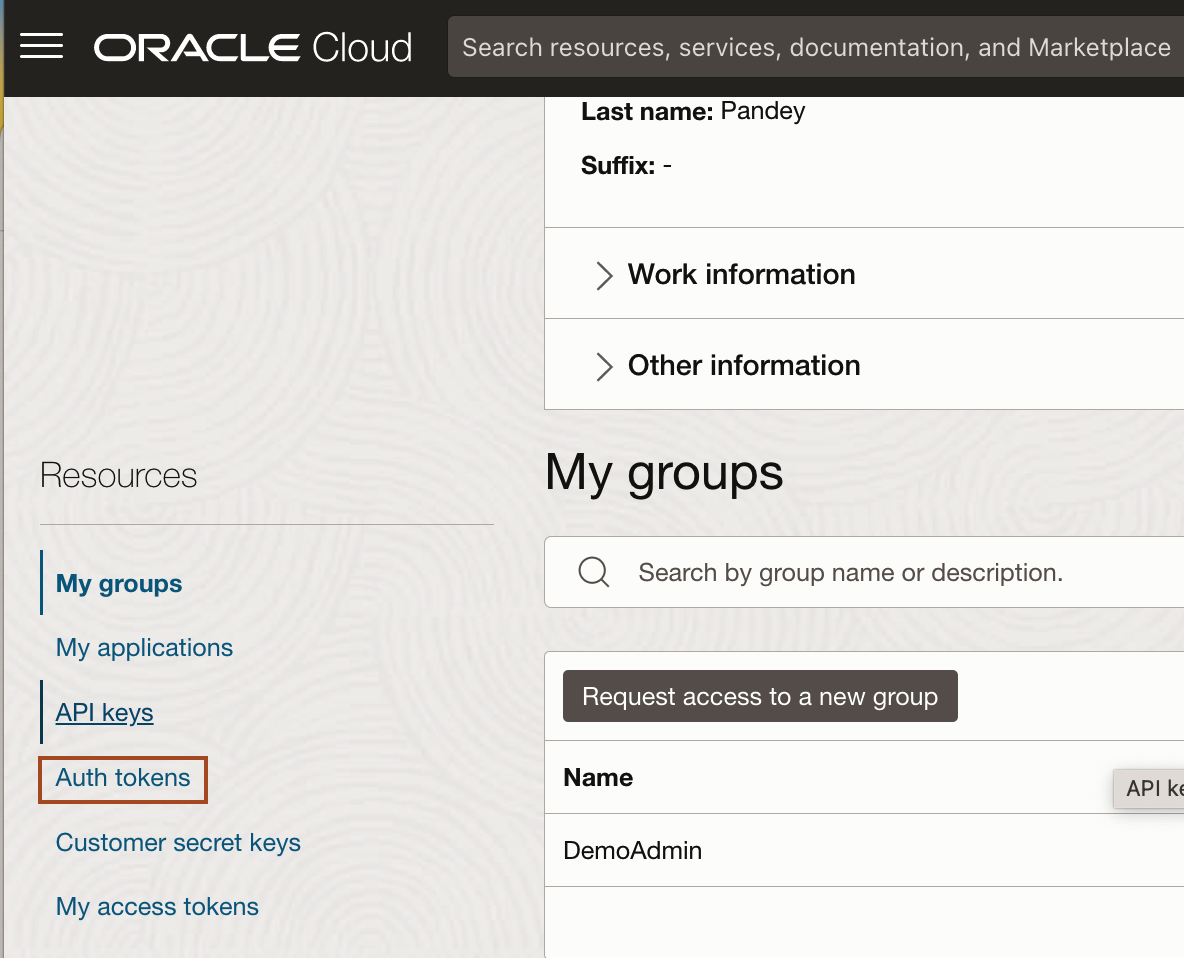 ORACLE Cloud
Search resources, services, documentation, and Marketplace
Last name: Pandey
Suffix: -
Work information
Other information
Resources
My groups
My applications
API keys
Auth tokens
Customer secret keys
My access tokens
My groups
Search by group name or description.
Request access to a new group
Name
API
DemoAdmin